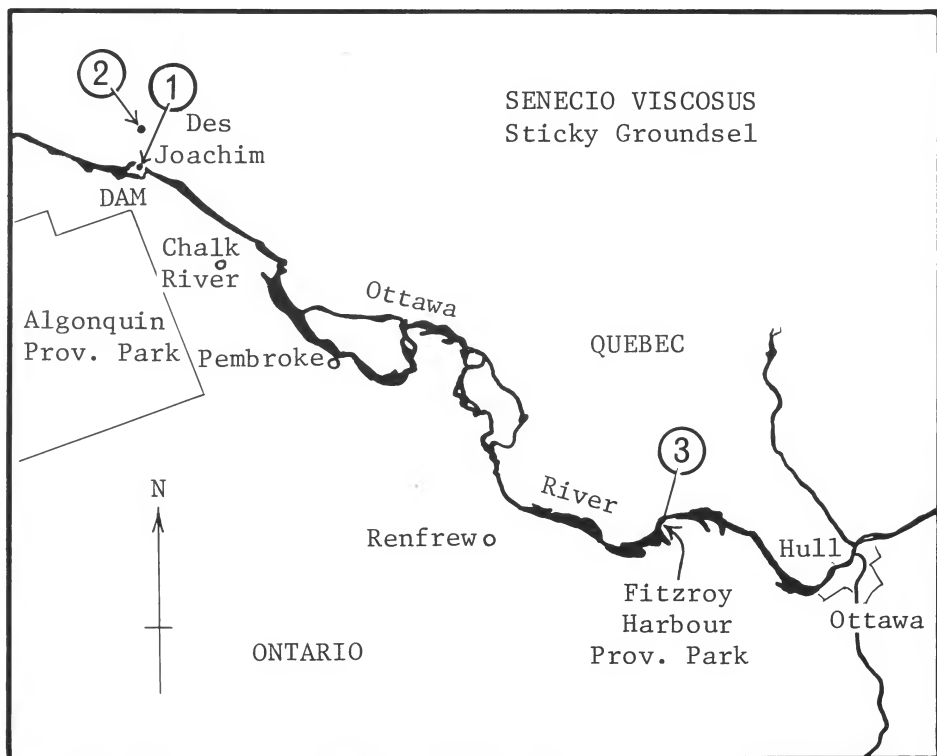 2
1
SENECIO VISCOSUS
Sticky Groundsel
Des
Joachim
DAM
Chalk
River
Ottawa
Algonquin
Prov. Park
Pembroke
QUEBEC
3
N
River
Renfrew
Hull
Fitzroy
Harbour
Prov. Park
Ottawa
ONTARIO